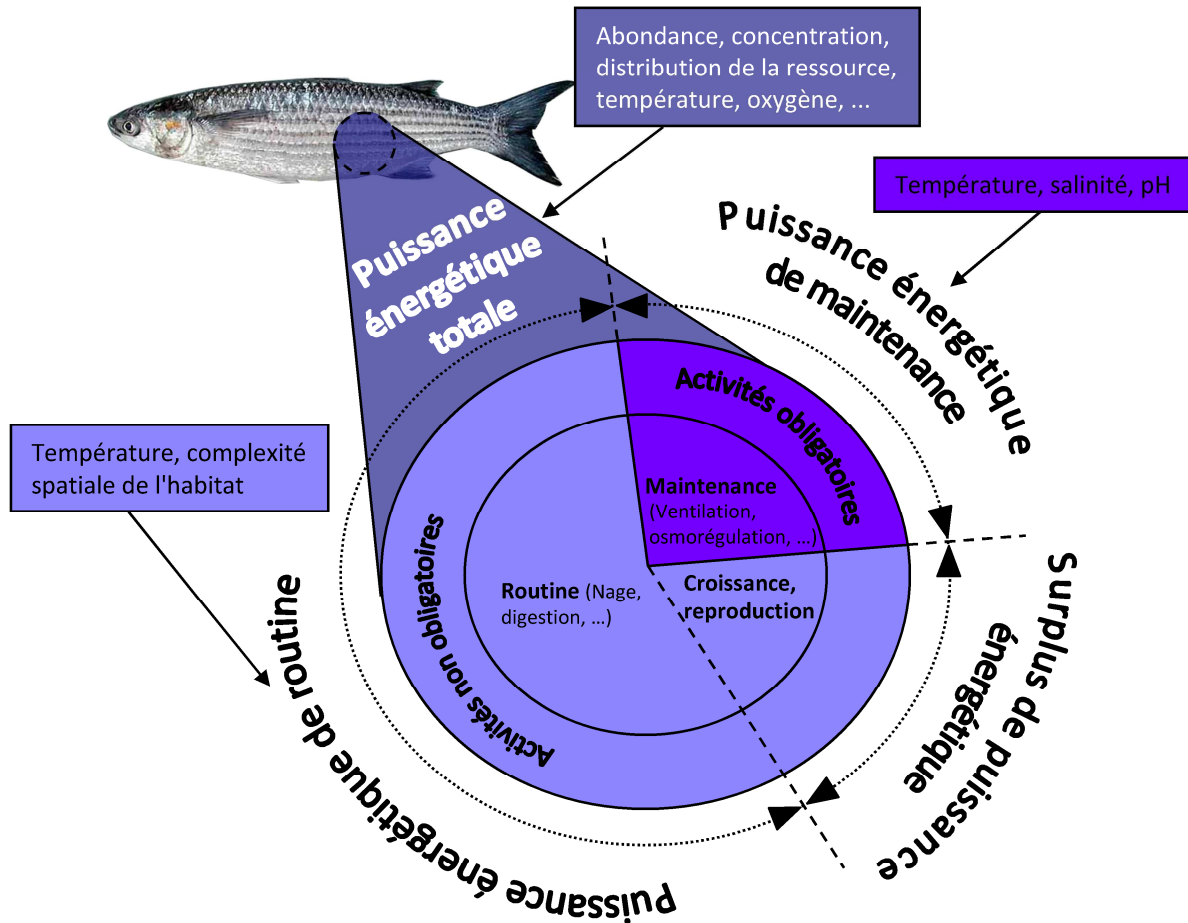 Abondance, concentration,
distribution de la ressource,
température, oxygène, ...
Température, salinité, pH
Puissance
énergétique
totale
Puissance énergétique
de maintenance
Température, complexité
spatiale de l'habitat
Activités obligatoires
Maintenance
(Ventilation,
osmorégulation, ...)
Routine (Nage,
digestion, ...)
Croissance,
reproduction
Activités non obligatoires
Surplus de puissance
énergétique
Puissance énergétique de routine